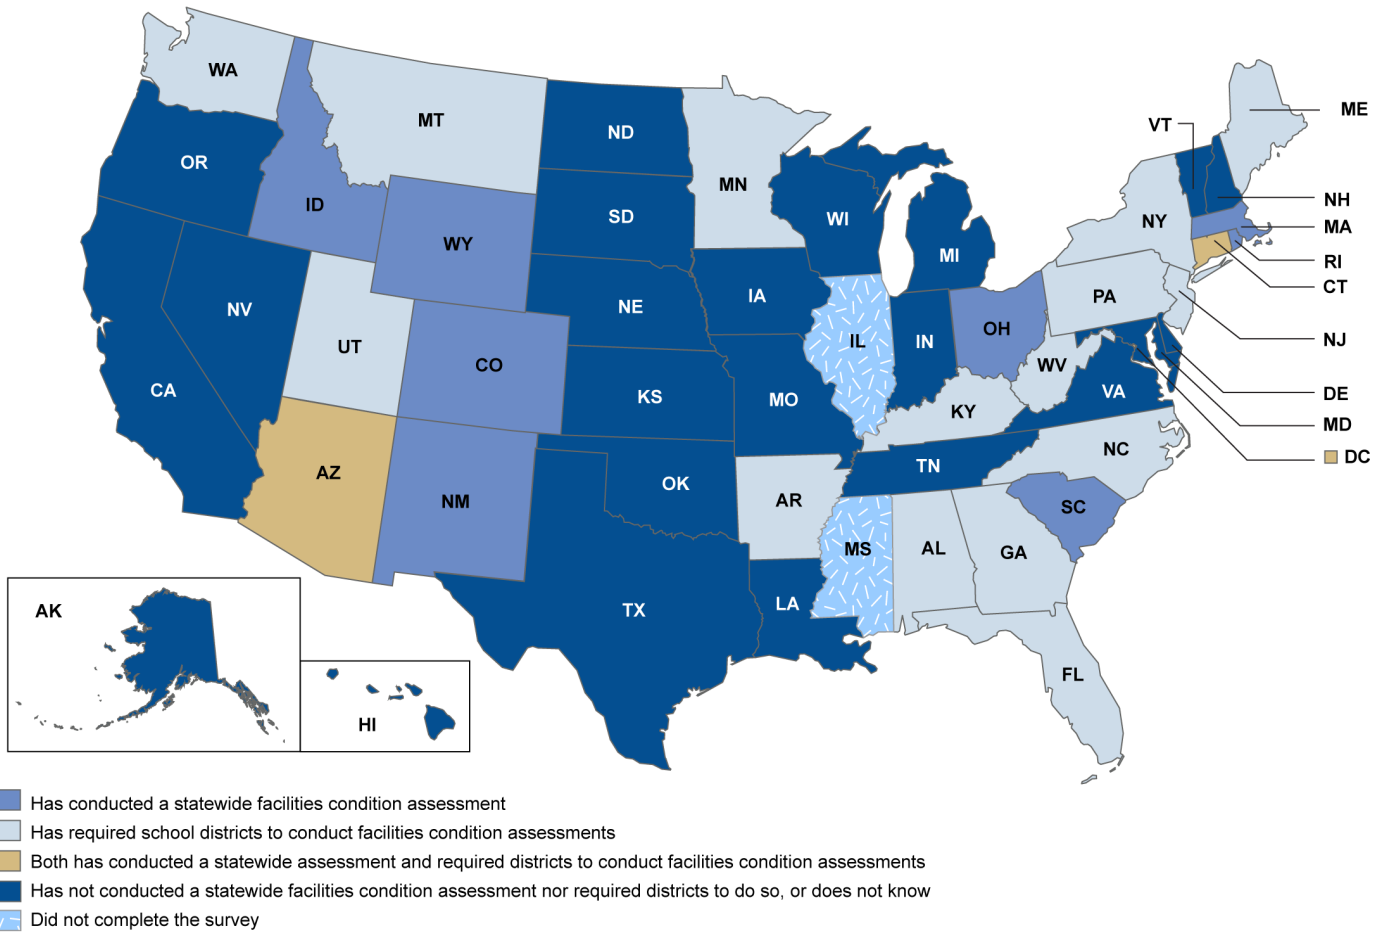 WA
MT
ND
MN
OR
ID
SD
WI
MI
VT
ME
NH
NY
MA
RI
CT
WY
NV
UT
CO
NE
IA
IL
IN
OH
PA
NJ
CA
KS
MO
WV
KY
VA
DE
MD
DC
AZ
NM
OK
AR
TN
NC
SC
MS
AL
GA
TX
LA
FL
AK
HI
Has conducted a statewide facilities condition assessment
Has required school districts to conduct facilities condition assessments
Both has conducted a statewide assessment and required districts to conduct facilities condition assessments
Has not conducted a statewide facilities condition assessment nor required districts to do so, or does not know
Did not complete the survey